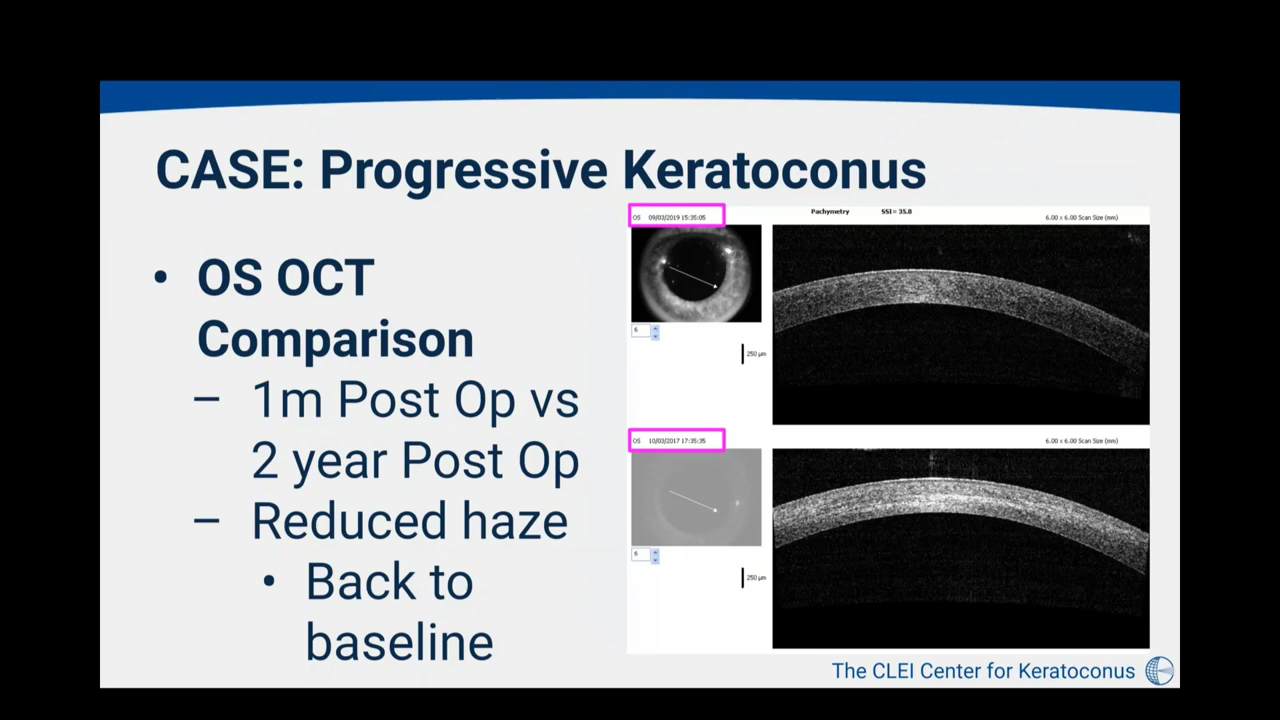 CASE: Progressive Keratoconus
• OS OCT
Comparison
– 1m Post Op vs
2 year Post Op
– Reduced haze
• Back to
baseline
OS 09/03/2019 15:35:05
Pachymetry SSI= 35.8
6.00 x 6.00 Scan Size (mm)
6
250 µm
OS 10/03/2017 17:35:35
6.00 x 6.00 Scan Size (mm)
6
250 µm
The CLEI Center for Keratoconus